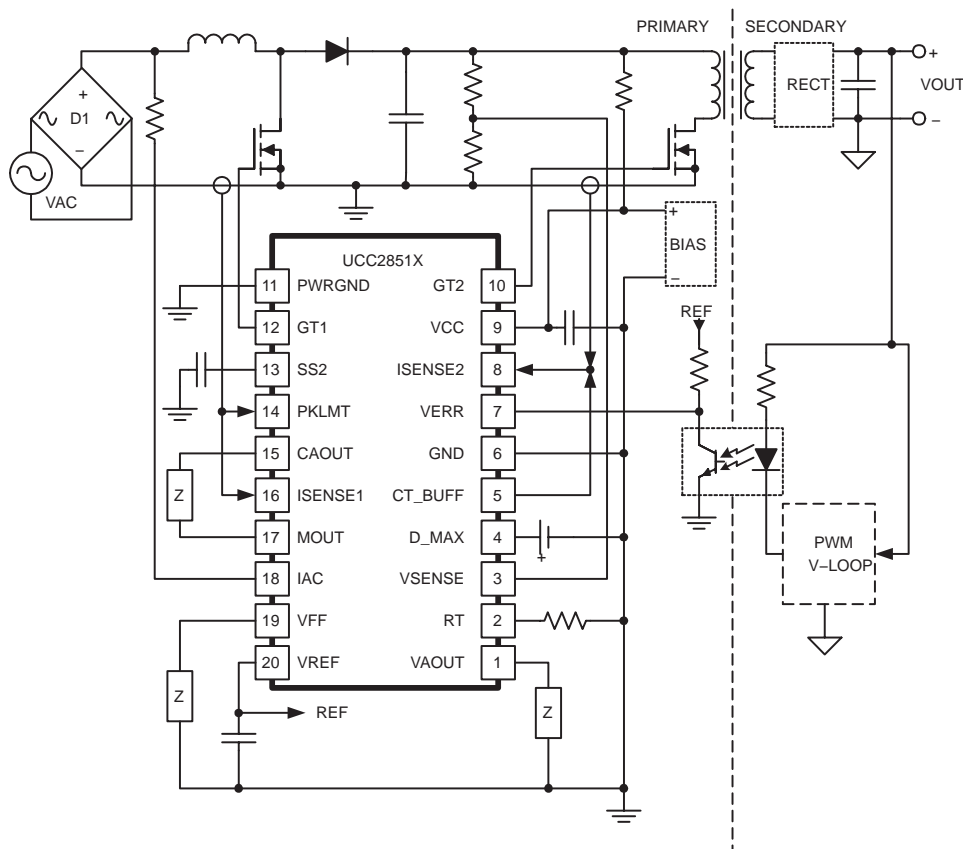 PRIMARY SECONDARY
+
D1
−
VAC
RECT
+
VOUT
−
+
BIAS
−
UCC2851X
11 PWRGND GT2 10
12 GT1 VCC 9
13 SS2 ISENSE2 8
14 PKLMT VERR 7
15 CAOUT GND 6
16 ISENSE1 CT_BUFF 5
17 MOUT D_MAX 4
18 IAC VSENSE 3
19 VFF RT 2
20 VREF VAOUT 1
REF
Z
+
PWM
V−LOOP
Z
REF
Z